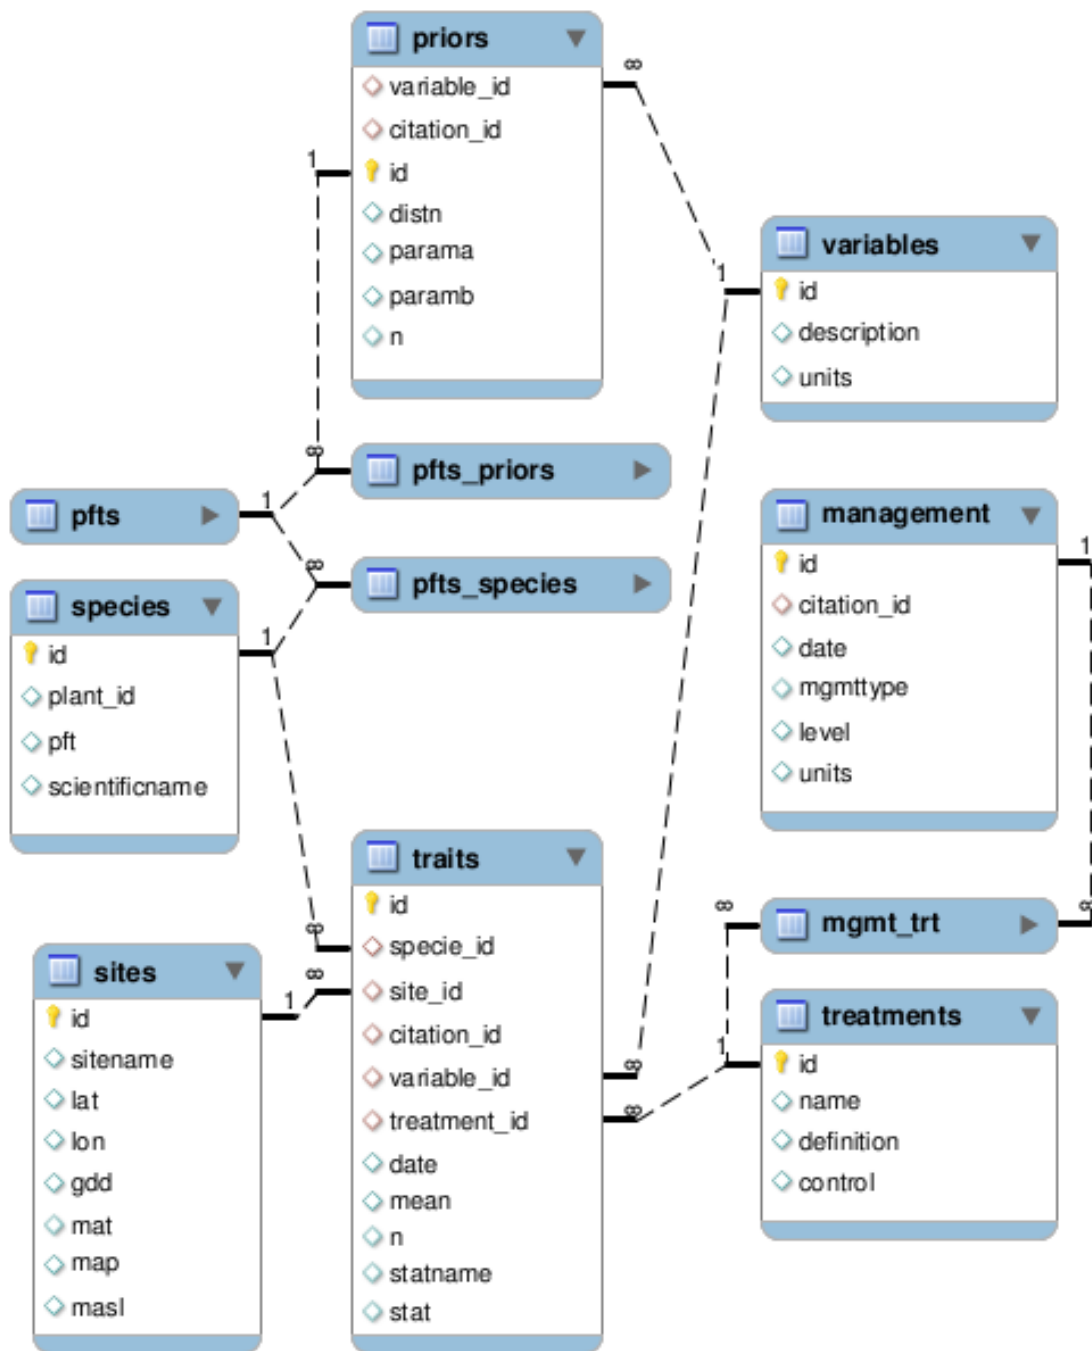 priors
variable_id
citation_id
id
distn
parama
paramb
n
1
∞
∞
variables
id
description
units
1
pfts_priors
pfts
1
∞
pfts_species
species
id
plant_id
pft
scientificname
1
management
id
citation_id
date
mgmttype
level
units
1
traits
id
specie_id
site_id
citation_id
variable_id
treatment_id
date
mean
n
statname
stat
∞
∞
∞
∞
sites
id
sitename
lat
lon
gdd
mat
map
masl
1
mgmt_trt
∞
∞
treatments
id
name
definition
control
1